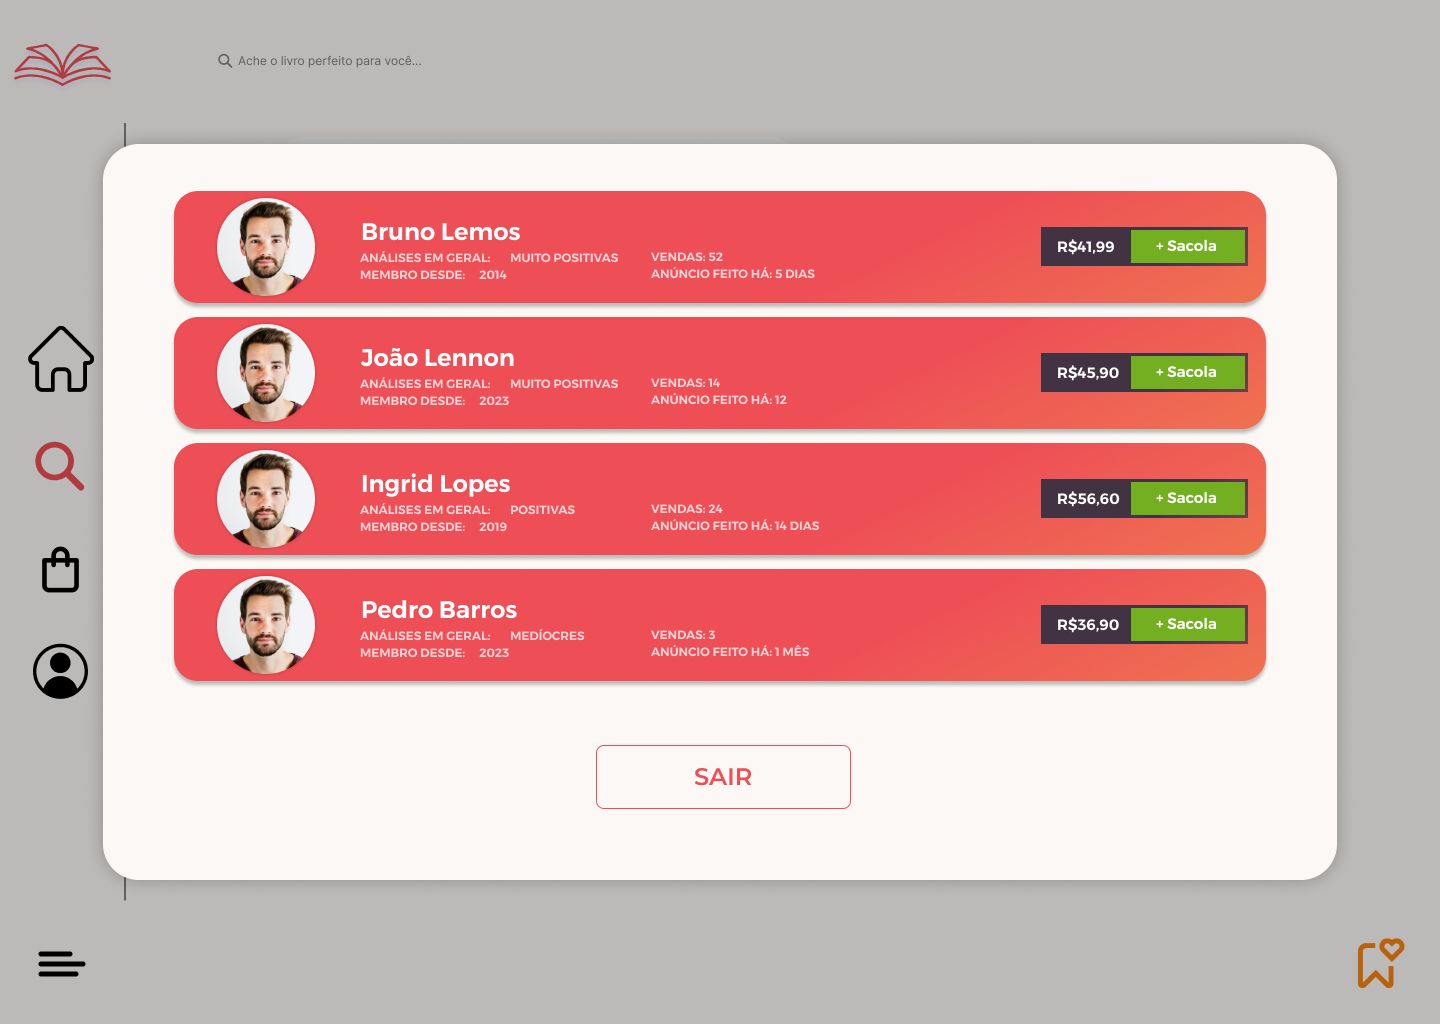 Ache o livro perfeito para você...
Bruno Lemos
ANÁLISES EM GERAL: MUITO POSITIVAS
MEMBRO DESDE: 2014
VENDAS: 52
ANÚNCIO FEITO HÁ: 5 DIAS
R$41,99
+ Sacola
João Lennon
ANÁLISES EM GERAL: MUITO POSITIVAS
MEMBRO DESDE: 2023
VENDAS: 14
ANÚNCIO FEITO HÁ: 12
R$45,90
+ Sacola
Ingrid Lopes
ANÁLISES EM GERAL: POSITIVAS
MEMBRO DESDE: 2019
VENDAS: 24
ANÚNCIO FEITO HÁ: 14 DIAS
R$56,60
+ Sacola
Pedro Barros
ANÁLISES EM GERAL: MEDÍOCRES
MEMBRO DESDE: 2023
VENDAS: 3
ANÚNCIO FEITO HÁ: 1 MÊS
R$36,90
+ Sacola
SAIR